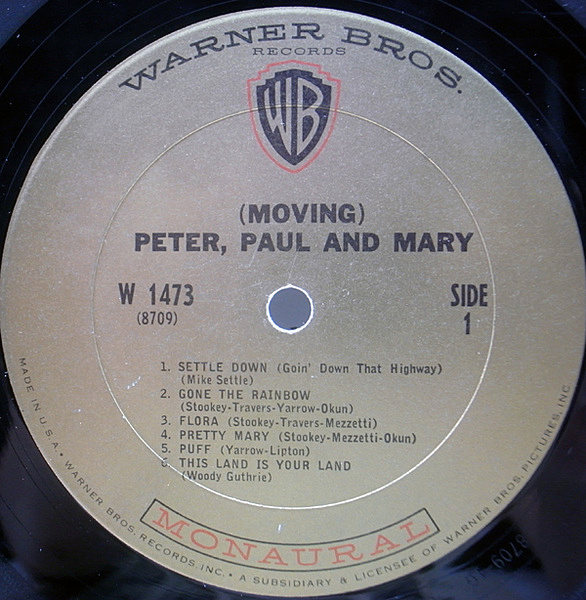 WARNER BROS.
RECORDS
WB
(MOVING)
PETER, PAUL AND MARY
W 1473
(8709)
SIDE
1
1. SETTLE DOWN (Goin' Down That Highway)
(Mike Settle)
2. GONE THE RAINBOW
(Stookey-Travers-Yarrow-Okun)
3. FLORA (Stookey-Travers-Mezzetti)
4. PRETTY MARY (Stookey-Mezzetti-Okun)
5. PUFF (Yarrow-Lipton)
6. THIS LAND IS YOUR LAND
(Woody Guthrie)
MONAURAL
MADE IN U.S.A. • WARNER BROS. RECORDS, INC. • A SUBSIDIARY & LICENSEE OF WARNER BROS. PICTURES, INC.